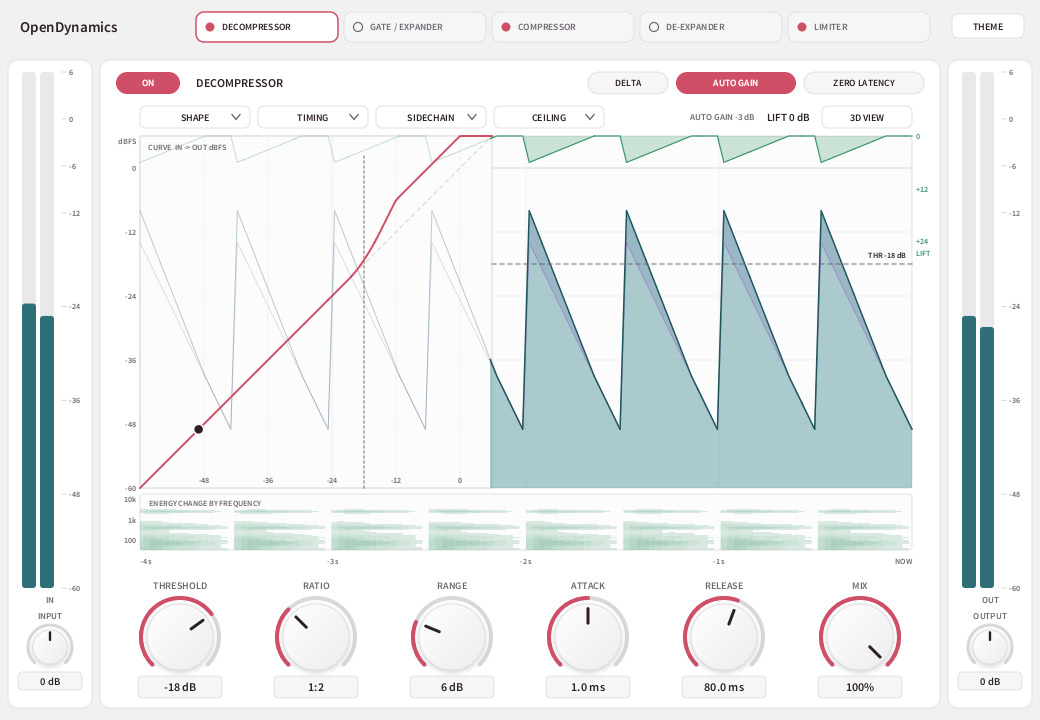 OpenDynamics
DECOMPRESSOR
GATE / EXPANDER
COMPRESSOR
DE-EXPANDER
LIMITER
THEME
ON
DECOMPRESSOR
DELTA
AUTO GAIN
ZERO LATENCY
SHAPE
TIMING
SIDECHAIN
CEILING
AUTO GAIN -3 dB
LIFT 0 dB
3D VIEW
6
0
-6
-12
-24
-36
-48
-60
IN
INPUT
0 dB
dBFS
0
-12
-24
-36
-48
-60
CURVE IN -> OUT dBFS
-48
-36
-24
-12
0
THR -18 dB
0
+12
+24
LIFT
10k
1k
100
ENERGY CHANGE BY FREQUENCY
-4s
-3s
-2s
-1s
NOW
THRESHOLD
RATIO
RANGE
ATTACK
RELEASE
MIX
-18 dB
1:2
6 dB
1.0 ms
80.0 ms
100%
6
0
-6
-12
-24
-36
-48
-60
OUT
OUTPUT
0 dB